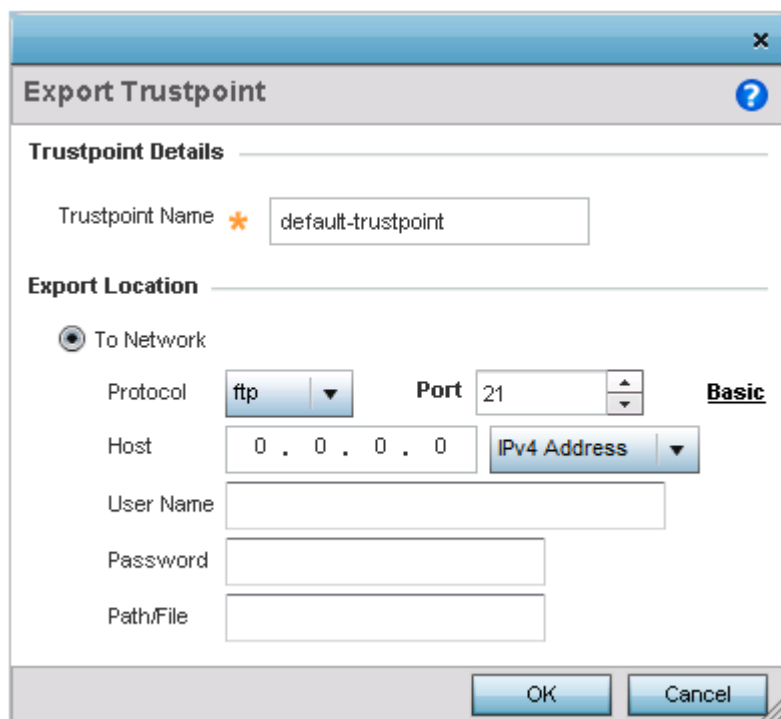 Export Trustpoint
Trustpoint Details
Trustpoint Name * default-trustpoint
Export Location
To Network
Protocol ftp Port 21 Basic
Host 0 . 0 . 0 . 0 IPv4 Address
User Name
Password
Path/File
OK Cancel